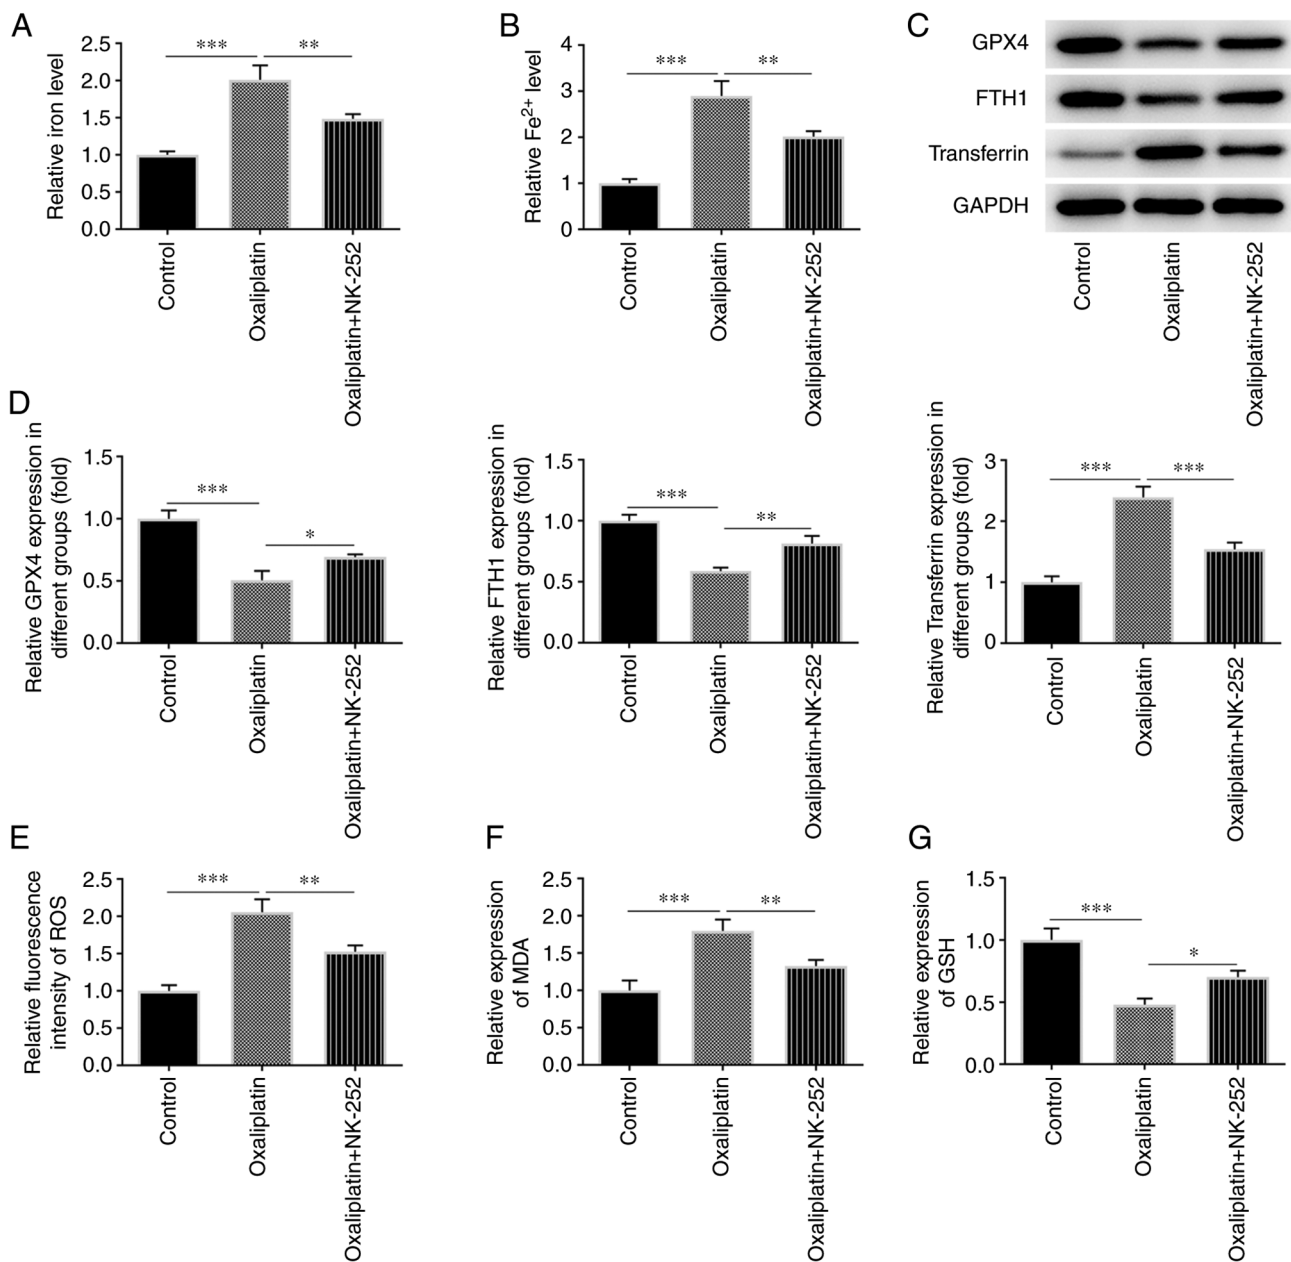 A
Relative iron level
2.5
2.0
1.5
1.0
0.5
0.0
***
**
Control
Oxaliplatin
Oxaliplatin+NK-252
B
Relative Fe2+ level
4
3
2
1
0
***
**
Control
Oxaliplatin
Oxaliplatin+NK-252
C
GPX4
FTH1
Transferrin
GAPDH
Control
Oxaliplatin
Oxaliplatin+NK-252
D
Relative GPX4 expression in
different groups (fold)
1.5
1.0
0.5
0.0
***
*
Control
Oxaliplatin
Oxaliplatin+NK-252
Relative FTH1 expression in
different groups (fold)
1.5
1.0
0.5
0.0
***
**
Control
Oxaliplatin
Oxaliplatin+NK-252
Relative Transferrin expression in
different groups (fold)
3
2
1
0
***
***
Control
Oxaliplatin
Oxaliplatin+NK-252
E
Relative fluorescence
intensity of ROS
2.5
2.0
1.5
1.0
0.5
0.0
***
**
Control
Oxaliplatin
Oxaliplatin+NK-252
F
Relative expression
of MDA
2.5
2.0
1.5
1.0
0.5
0.0
***
**
Control
Oxaliplatin
Oxaliplatin+NK-252
G
Relative expression
of GSH
1.5
1.0
0.5
0.0
***
*
Control
Oxaliplatin
Oxaliplatin+NK-252